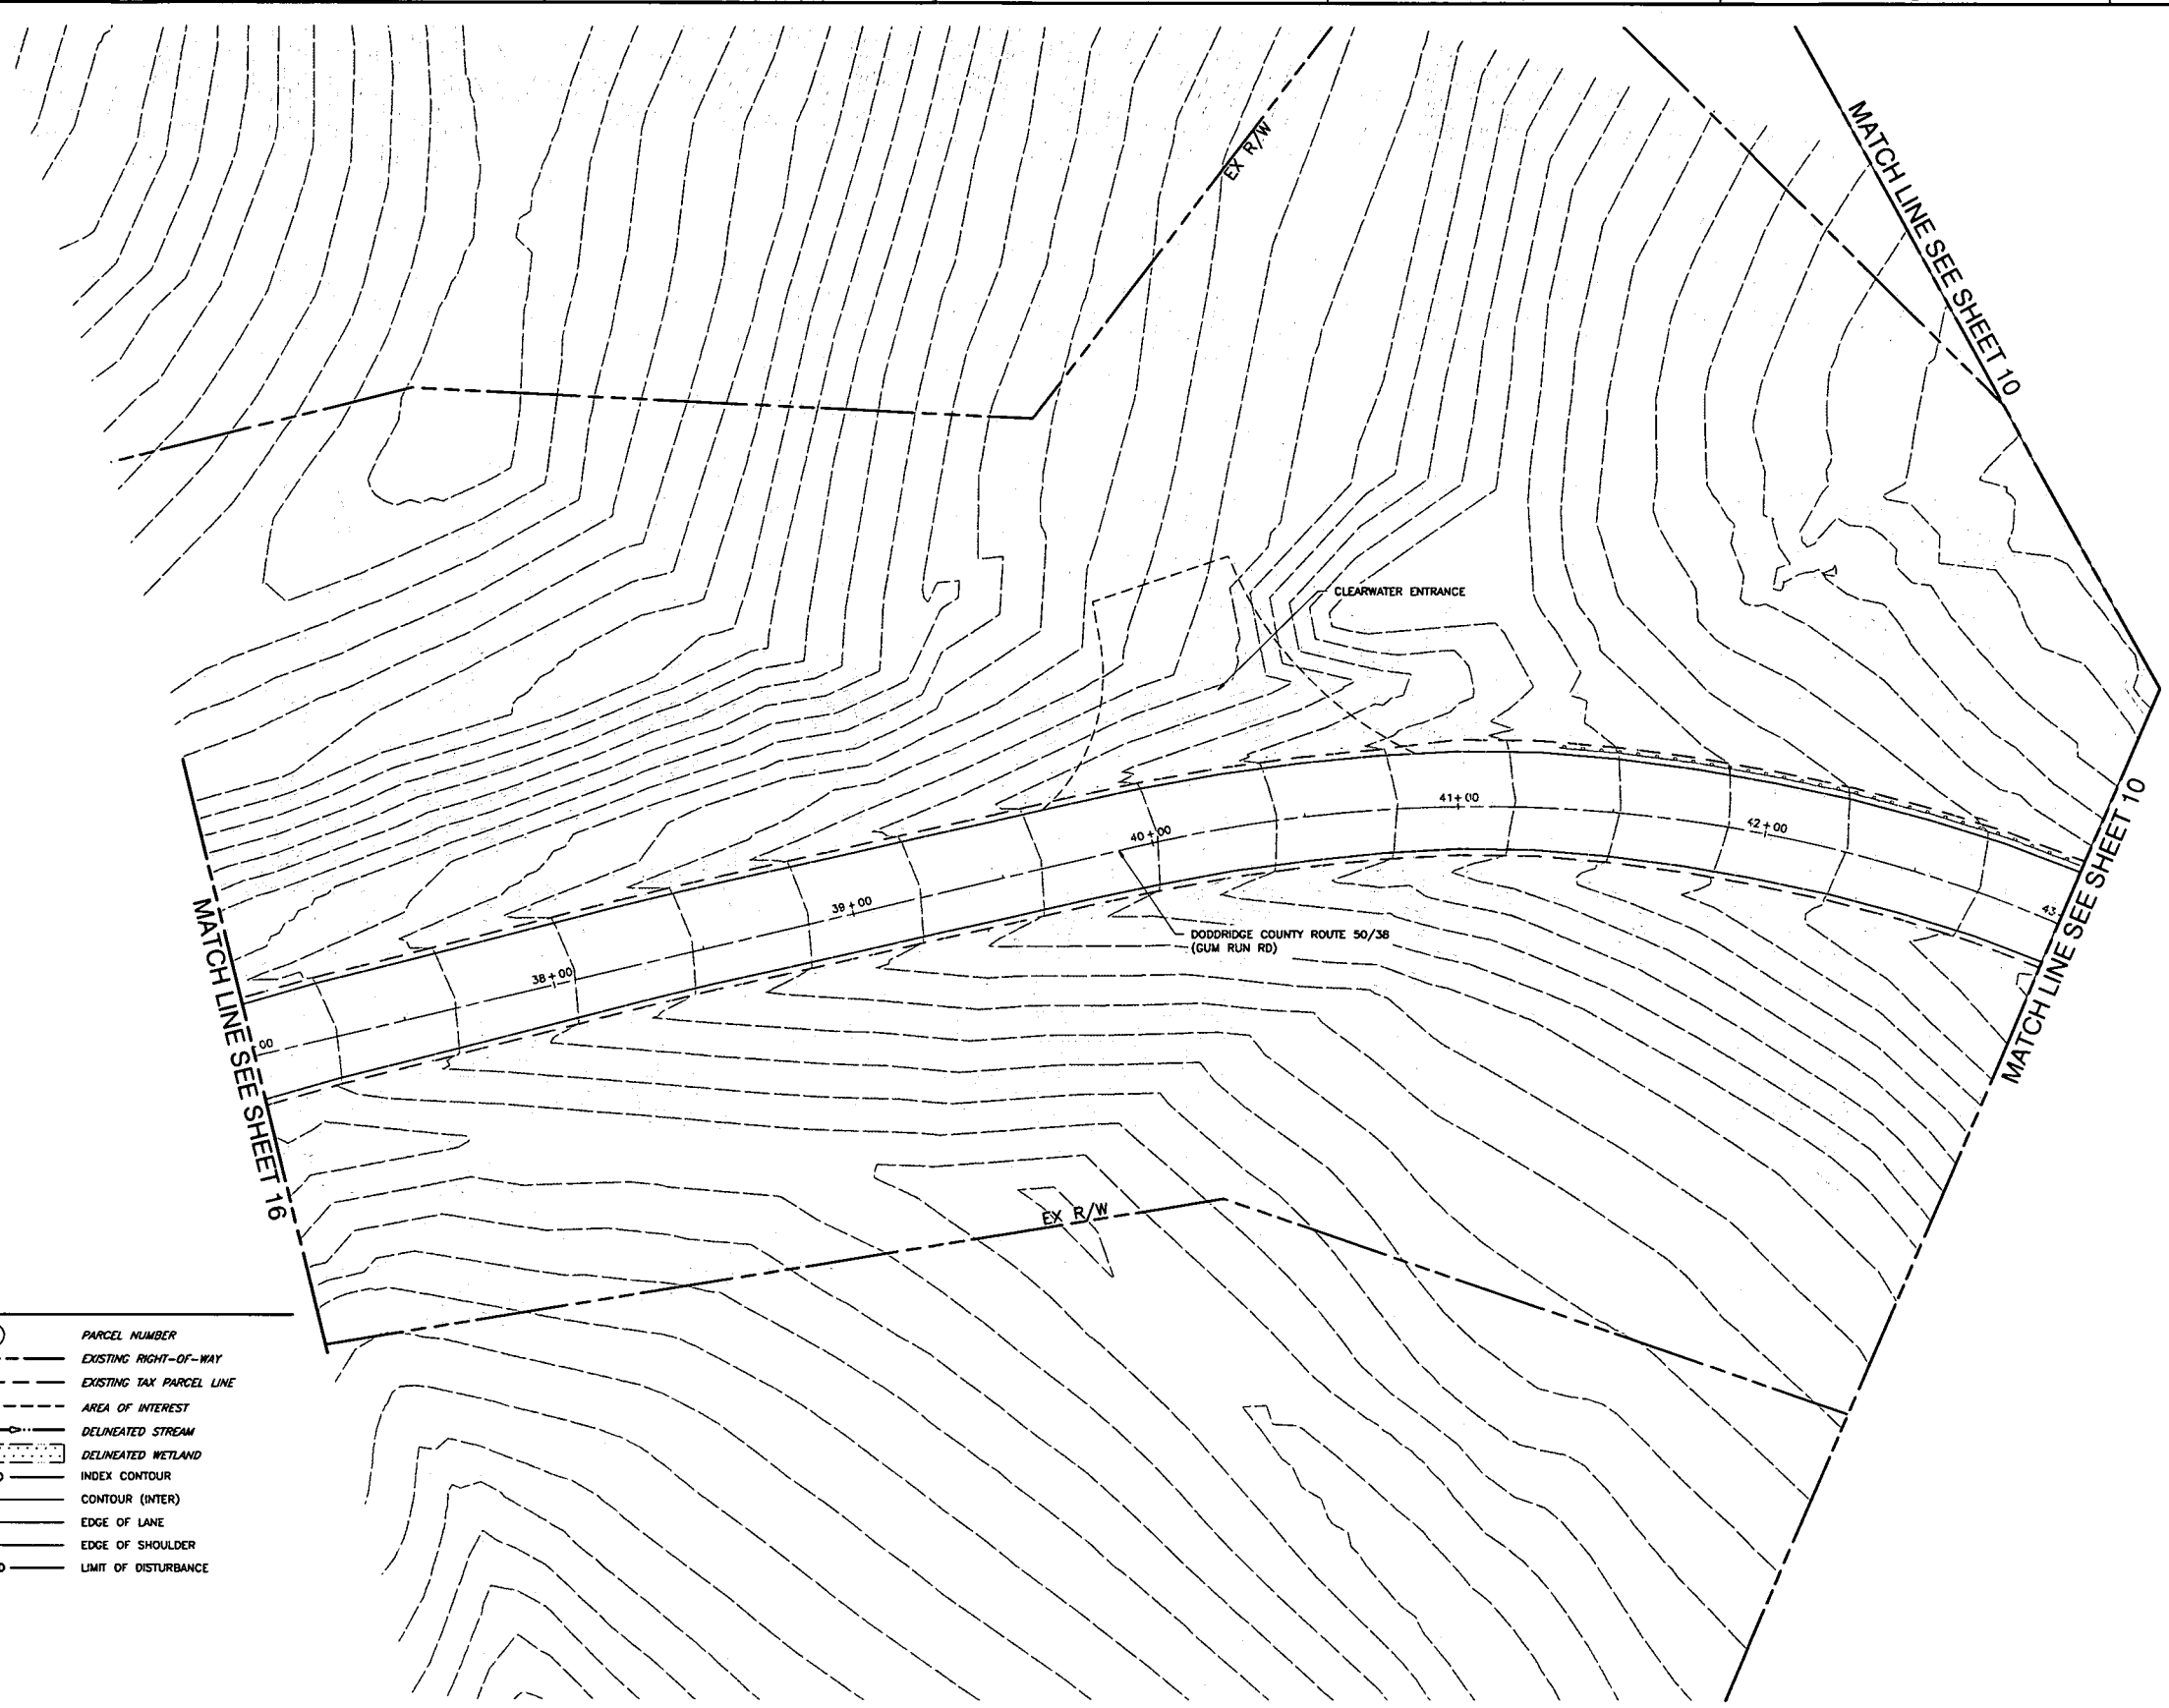 MATCH LINE SEE SHEET 10
EX R/W
CLEARWATER ENTRANCE
41+00
42+00
40+00
39+00
43
38+00
00
DODDRIDGE COUNTY ROUTE 50/38
(GUM RUN RD)
MATCH LINE SEE SHEET 10
MATCH LINE SEE SHEET 16
EX R/W
PARCEL NUMBER
EXISTING RIGHT-OF-WAY
EXISTING TAX PARCEL LINE
AREA OF INTEREST
DELINEATED STREAM
DELINEATED WETLAND
INDEX CONTOUR
CONTOUR (INTER)
EDGE OF LANE
EDGE OF SHOULDER
LIMIT OF DISTURBANCE